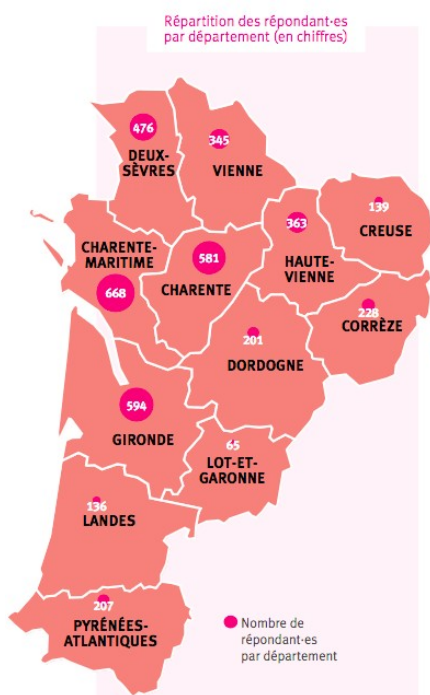 Répartition des répondant·es
par département (en chiffres)
476
DEUX-
SÈVRES
345
VIENNE
139
CREUSE
363
HAUTE-
VIENNE
CHARENTE-
MARITIME
668
581
CHARENTE
228
CORRÈZE
201
DORDOGNE
594
GIRONDE
65
LOT-ET-
GARONNE
136
LANDES
207
PYRÉNÉES-
ATLANTIQUES
Nombre de
répondant·es
par département